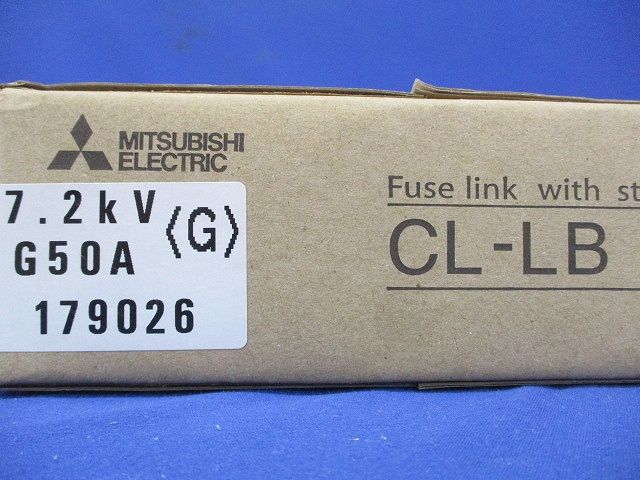 MITSUBISHI
ELECTRIC
7.2kV
〈G〉
G50A
179026
Fuse link with st
CL-LB